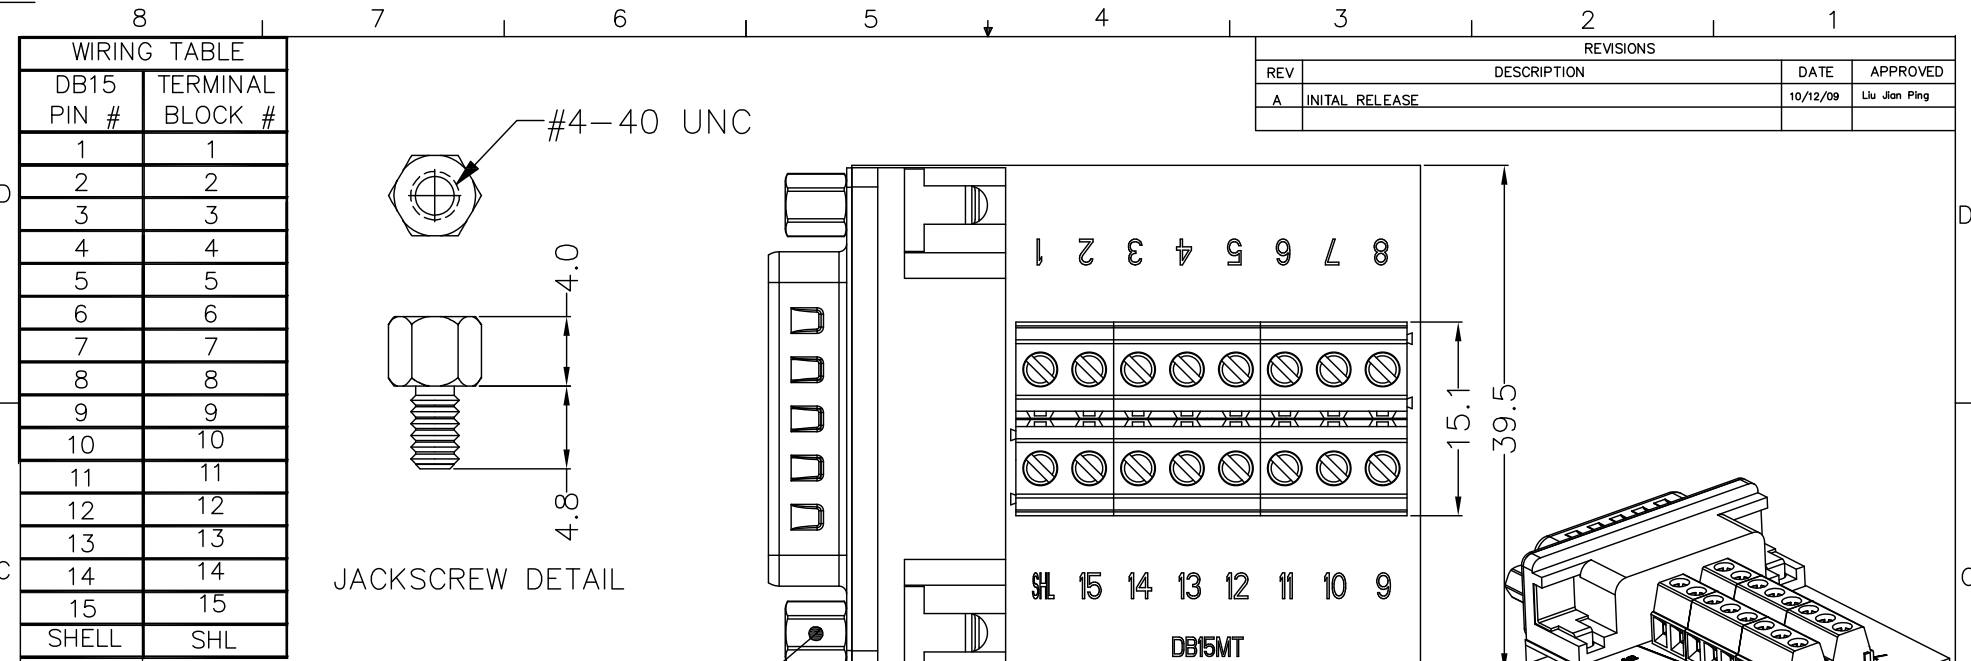 8 7 6 5 4 3 2 1
WIRING TABLE
DB15 PIN # TERMINAL BLOCK #
1 1
2 2
3 3
4 4
5 5
6 6
7 7
8 8
9 9
10 10
11 11
12 12
13 13
14 14
15 15
SHELL SHL
#4-40 UNC
4.0
4.8
JACKSCREW DETAIL
REVISIONS
REV DESCRIPTION DATE APPROVED
A INITAL RELEASE 10/12/09 Liu Jian Ping
D
D
1 2 3 4 5 6 7 8
15.1
39.5
C
C
SHL 15 14 13 12 11 10 9
DB15MT